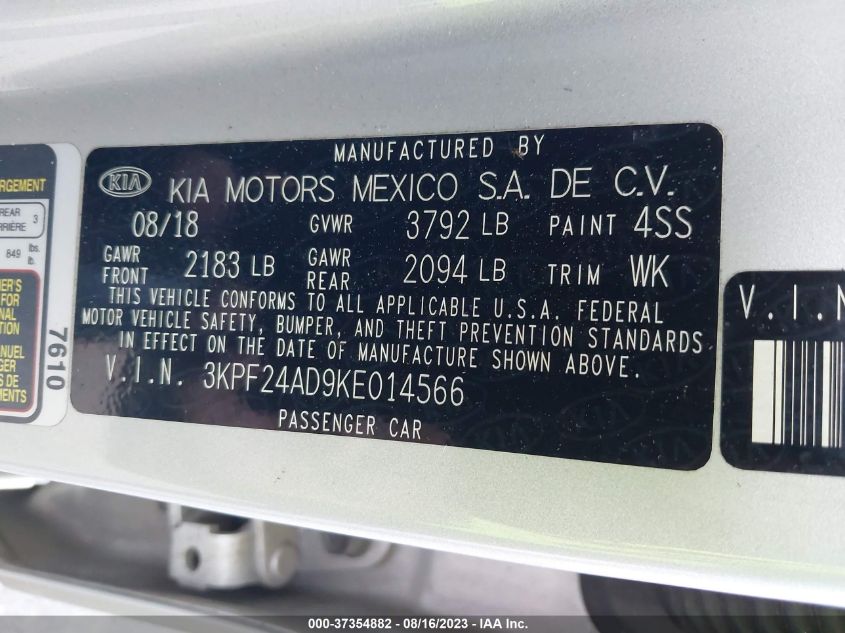 MANUFACTURED BY
KIA KIA MOTORS MEXICO S.A. DE C.V.
08/18 GVWR 3792 LB PAINT 4SS
GAWR FRONT 2183 LB GAWR REAR 2094 LB TRIM WK
THIS VEHICLE CONFORMS TO ALL APPLICABLE U.S.A. FEDERAL
MOTOR VEHICLE SAFETY, BUMPER, AND THEFT PREVENTION STANDARDS
IN EFFECT ON THE DATE OF MANUFACTURE SHOWN ABOVE.
V.I.N. 3KPF24AD9KE014566
PASSENGER CAR
REAR 3
849 lbs.
lb.
7610
V.I.N
000-37354882 - 08/16/2023 - IAA Inc.